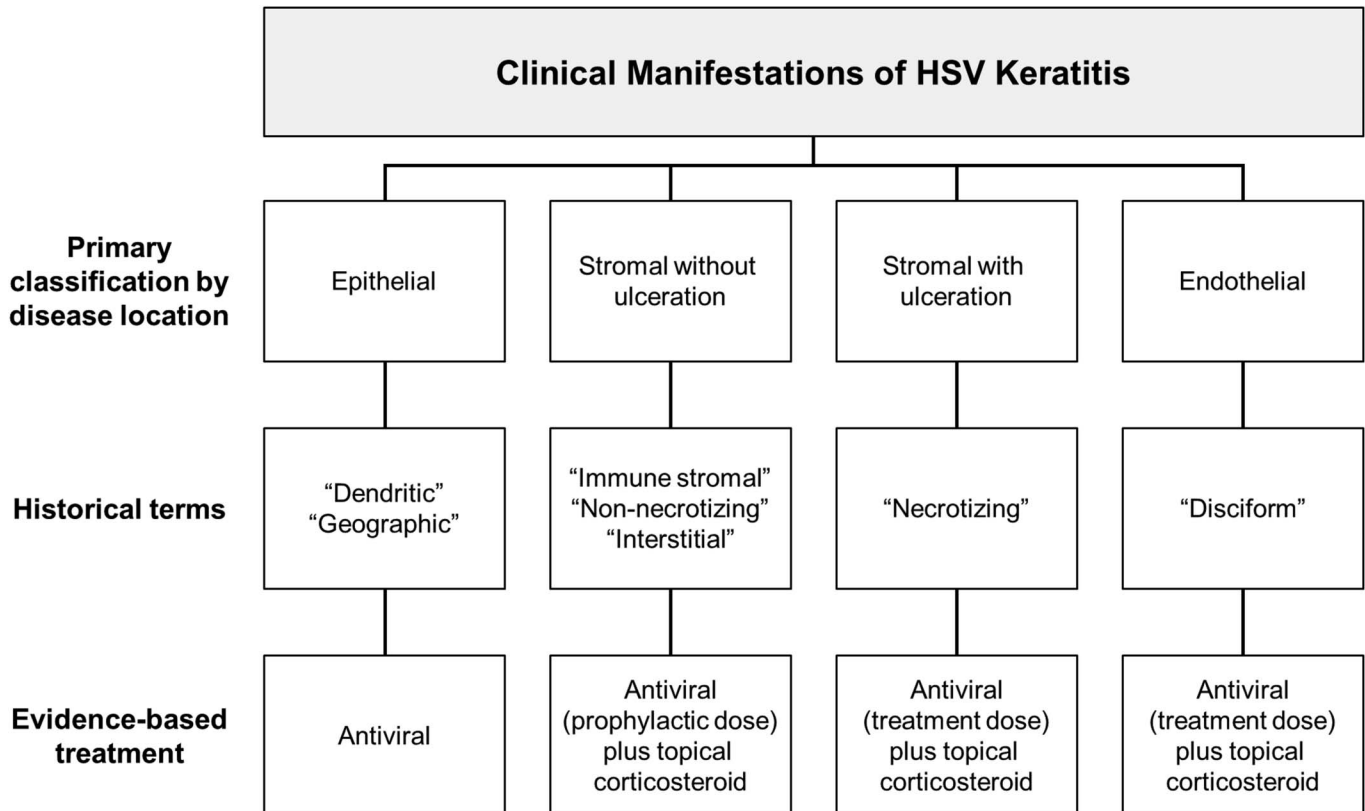 Clinical Manifestations of HSV Keratitis
Primary
classification by
disease location
Epithelial
Stromal without
ulceration
Stromal with
ulceration
Endothelial
Historical terms
“Dendritic”
“Geographic”
“Immune stromal”
“Non-necrotizing”
“Interstitial”
“Necrotizing”
“Disciform”
Evidence-based
treatment
Antiviral
Antiviral
(prophylactic dose)
plus topical
corticosteroid
Antiviral
(treatment dose)
plus topical
corticosteroid
Antiviral
(treatment dose)
plus topical
corticosteroid